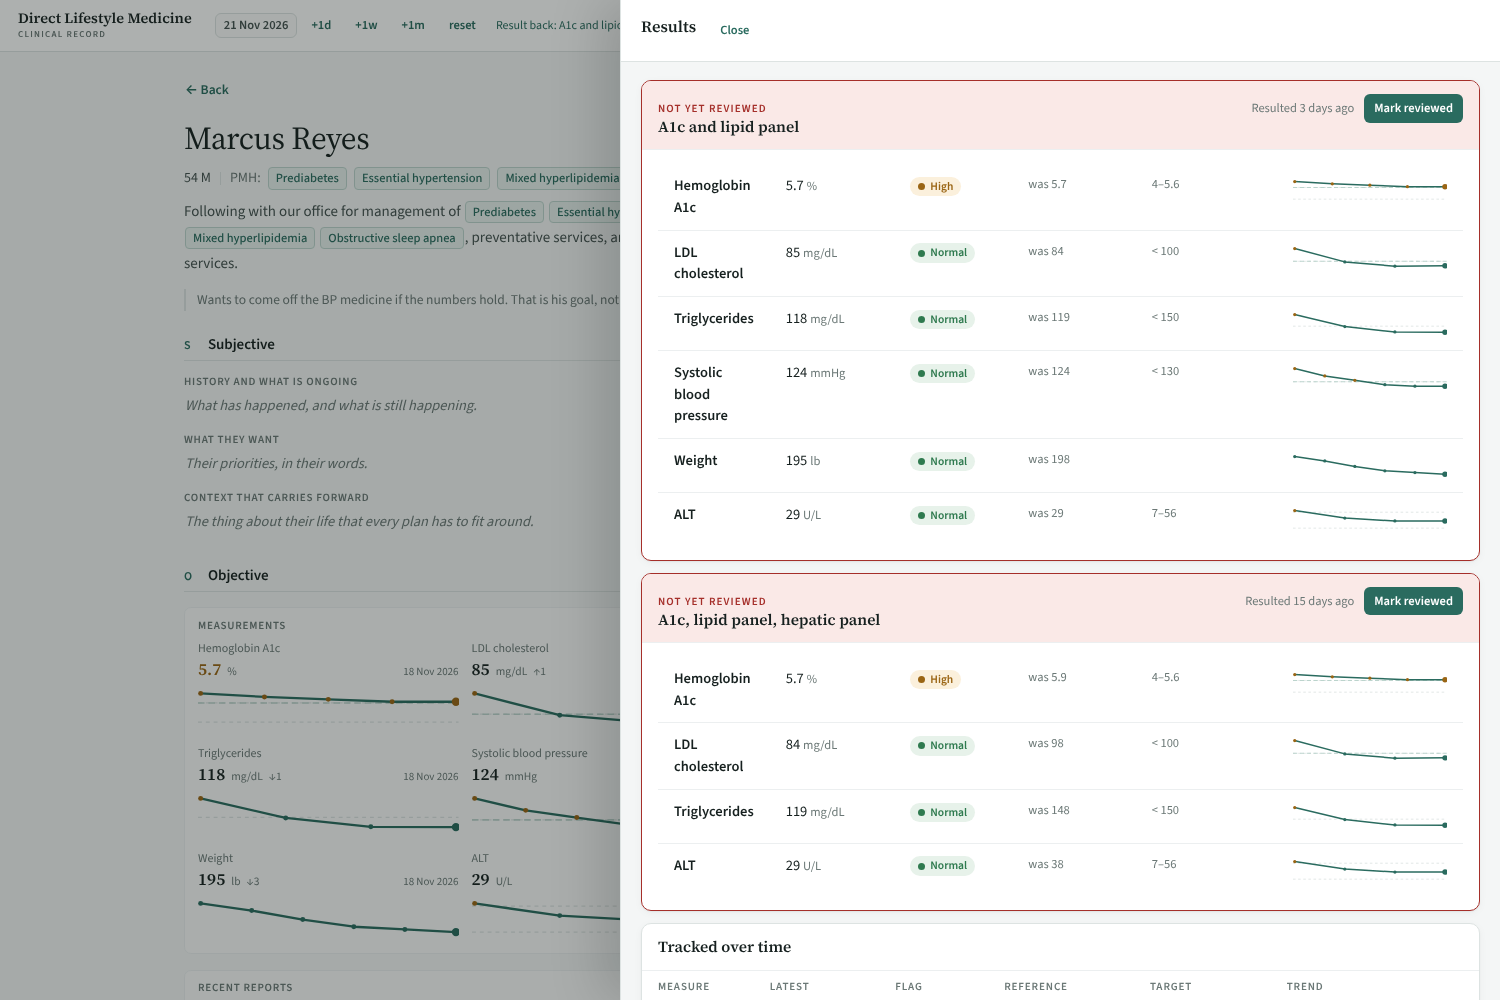 Direct Lifestyle Medicine
CLINICAL RECORD
21 Nov 2026 +1d +1w +1m reset Result back: A1c and lipid
← Back
Marcus Reyes
54 M PMH: Prediabetes Essential hypertension Mixed hyperlipidemia
Following with our office for management of Prediabetes Essential hy
Mixed hyperlipidemia Obstructive sleep apnea , preventative services, a
services.
Wants to come off the BP medicine if the numbers hold. That is his goal, not
S Subjective
HISTORY AND WHAT IS ONGOING
What has happened, and what is still happening.
WHAT THEY WANT
Their priorities, in their words.
CONTEXT THAT CARRIES FORWARD
The thing about their life that every plan has to fit around.
O Objective
MEASUREMENTS
Hemoglobin A1c
5.7 % 18 Nov 2026
LDL cholesterol
85 mg/dL ↑1
Triglycerides
118 mg/dL ↓1 18 Nov 2026
Systolic blood pressure
124 mmHg
Weight
195 lb ↓3 18 Nov 2026
ALT
29 U/L
RECENT REPORTS
Results Close
NOT YET REVIEWED
A1c and lipid panel
Resulted 3 days ago Mark reviewed
Hemoglobin A1c 5.7 % High was 5.7 4–5.6
LDL cholesterol 85 mg/dL Normal was 84 < 100
Triglycerides 118 mg/dL Normal was 119 < 150
Systolic blood pressure 124 mmHg Normal was 124 < 130
Weight 195 lb Normal was 198
ALT 29 U/L Normal was 29 7–56
NOT YET REVIEWED
A1c, lipid panel, hepatic panel
Resulted 15 days ago Mark reviewed
Hemoglobin A1c 5.7 % High was 5.9 4–5.6
LDL cholesterol 84 mg/dL Normal was 98 < 100
Triglycerides 119 mg/dL Normal was 148 < 150
ALT 29 U/L Normal was 38 7–56
Tracked over time
MEASURE LATEST FLAG REFERENCE TARGET TREND